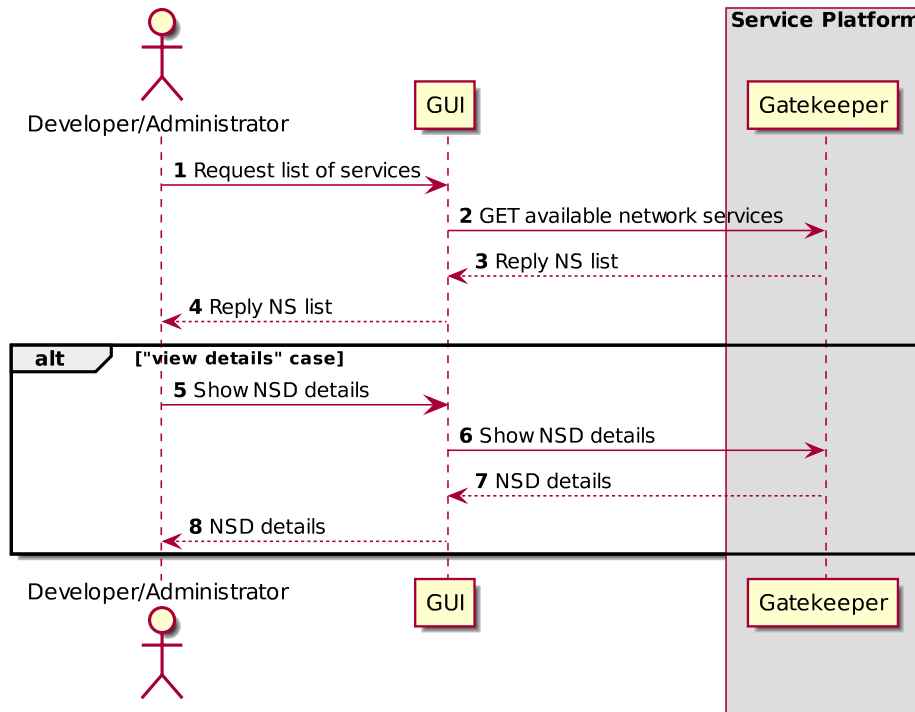 Service Platform
Developer/Administrator
GUI
Gatekeeper
1 Request list of services
2 GET available network services
3 Reply NS list
4 Reply NS list
alt
["view details" case]
5 Show NSD details
6 Show NSD details
7 NSD details
8 NSD details
Developer/Administrator
GUI
Gatekeeper